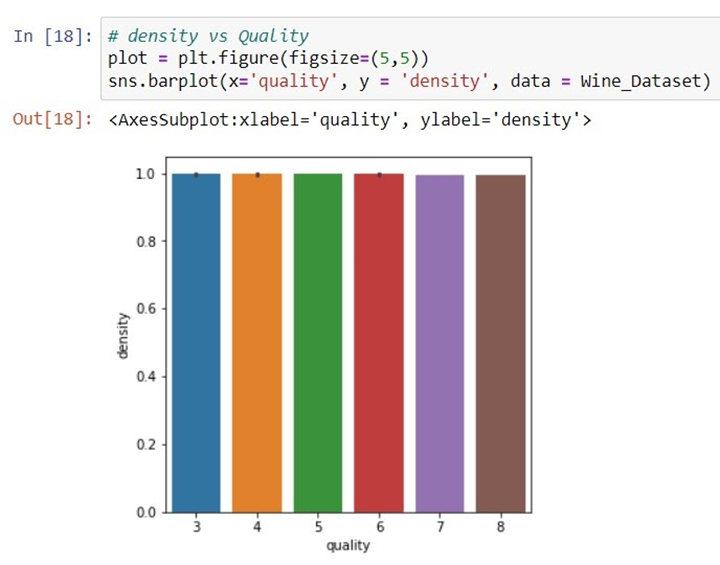 In [18]: # density vs Quality
plot = plt.figure(figsize=(5,5))
sns.barplot(x='quality', y = 'density', data = Wine_Dataset)
Out[18]: <AxesSubplot:xlabel='quality', ylabel='density'>
1.0
0.8
0.6
0.4
0.2
0.0
density
3 4 5 6 7 8
quality